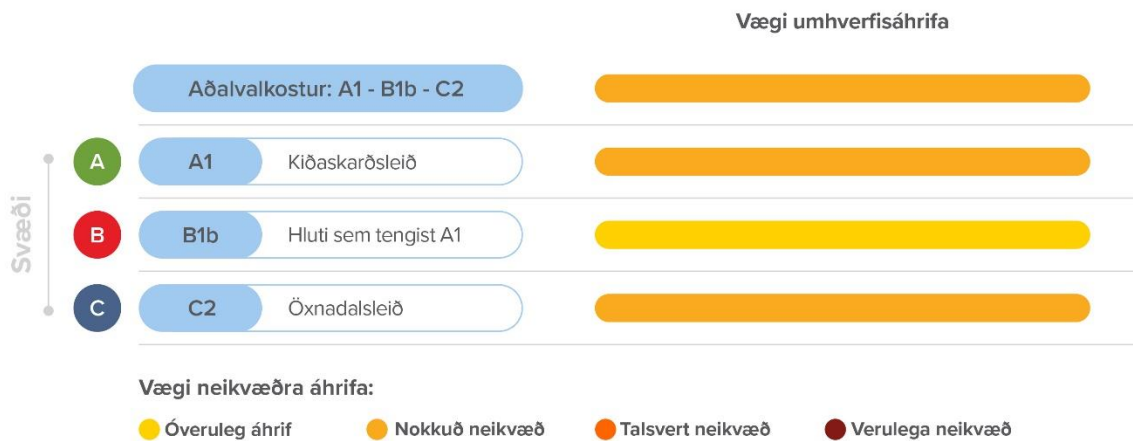 Vægi umhverfisáhrifa
Aðalvalkostur: A1 - B1b - C2
Svæði
A A1 Kiðaskarðsleið
B B1b Hluti sem tengist A1
C C2 Öxnadalsleið
Vægi neikvæðra áhrifa:
Óveruleg áhrif Nokkuð neikvæð Talsvert neikvæð Verulega neikvæð